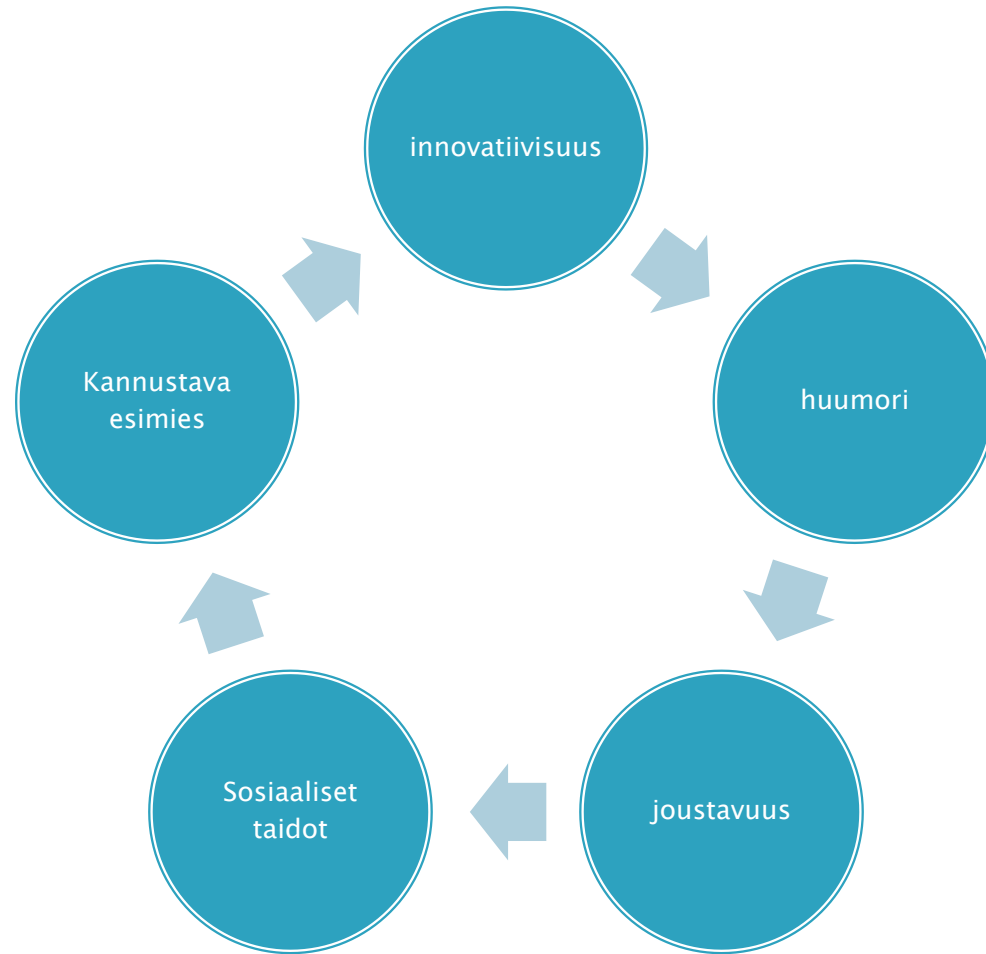 innovatiivisuus
huumori
joustavuus
Sosiaaliset
taidot
Kannustava
esimies